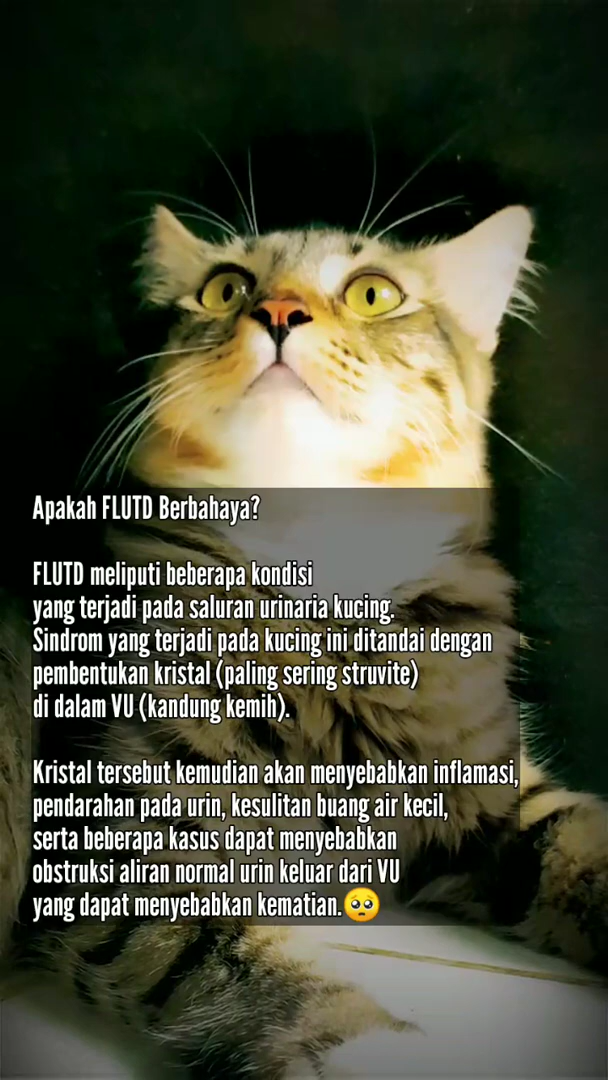 Apakah FLUTD Berbahaya?
FLUTD meliputi beberapa kondisi
yang terjadi pada saluran urinaria kucing.
Sindrom yang terjadi pada kucing ini ditandai dengan
pembentukan kristal (paling sering struvite)
di dalam VU (kandung kemih).
Kristal tersebut kemudian akan menyebabkan inflamasi,
pendarahan pada urin, kesulitan buang air kecil,
serta beberapa kasus dapat menyebabkan
obstruksi aliran normal urin keluar dari VU
yang dapat menyebabkan kematian.🥺